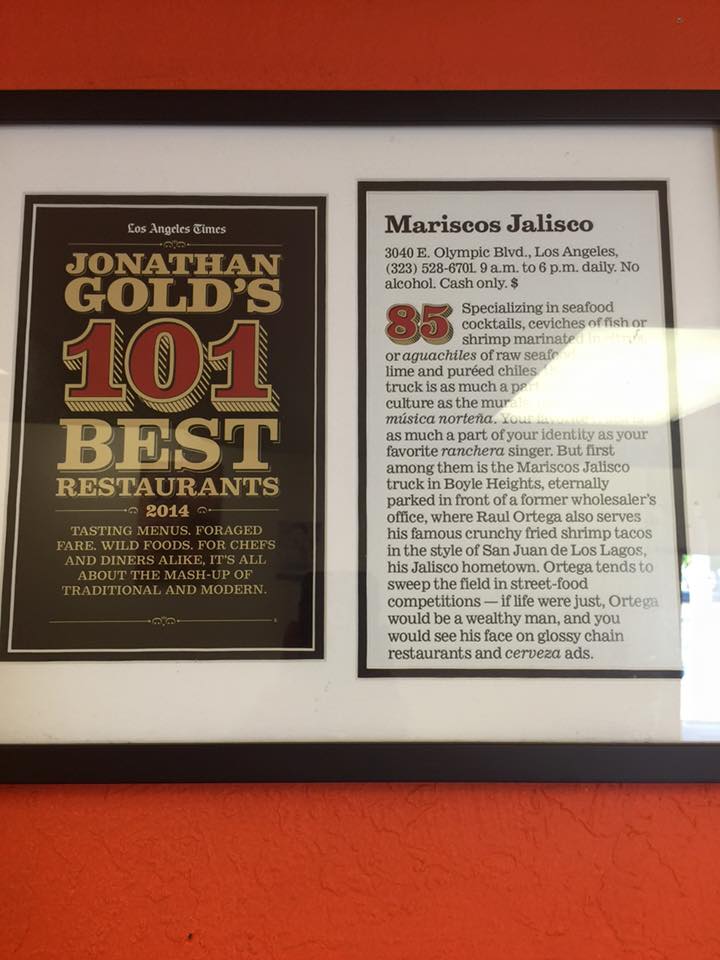 Los Angeles Times
JONATHAN
GOLD'S
101
BEST
RESTAURANTS
2014
TASTING MENUS. FORAGED
FARE. WILD FOODS. FOR CHEFS
AND DINERS ALIKE, IT'S ALL
ABOUT THE MASH-UP OF
TRADITIONAL AND MODERN.
Mariscos Jalisco
3040 E. Olympic Blvd., Los Angeles,
(323) 528-6701. 9 a.m. to 6 p.m. daily. No
alcohol. Cash only. $
85 Specializing in seafood
cocktails, ceviches of fish or
shrimp marinated in
or aguachiles of raw
lime and puréed chiles,
truck is as much a part
culture as the
música norteña. Your
as much a part of your identity as your
favorite ranchera singer. But first
among them is the Mariscos Jalisco
truck in Boyle Heights, eternally
parked in front of a former wholesaler's
office, where Raul Ortega also serves
his famous crunchy fried shrimp tacos
in the style of San Juan de Los Lagos,
his Jalisco hometown. Ortega tends to
sweep the field in street-food
competitions — if life were just, Ortega
would be a wealthy man, and you
would see his face on glossy chain
restaurants and cerveza ads.